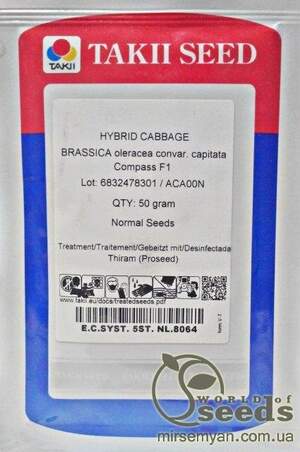 TAKII
TAKII SEED
HYBRID CABBAGE
BRASSICA oleracea convar. capitata
Compass F1
Lot: 6832478301 / ACA00N
QTY: 50 gram
Normal Seeds
Treatment/Traitement/Gebeitzt mit/Desinfectada
Thiram (Proseed)
www.takii.eu/docs/treatedseeds.pdf
E.C.SYST. 5ST. NL.8064
WORLD of
Seeds
mirsemyan.com.ua